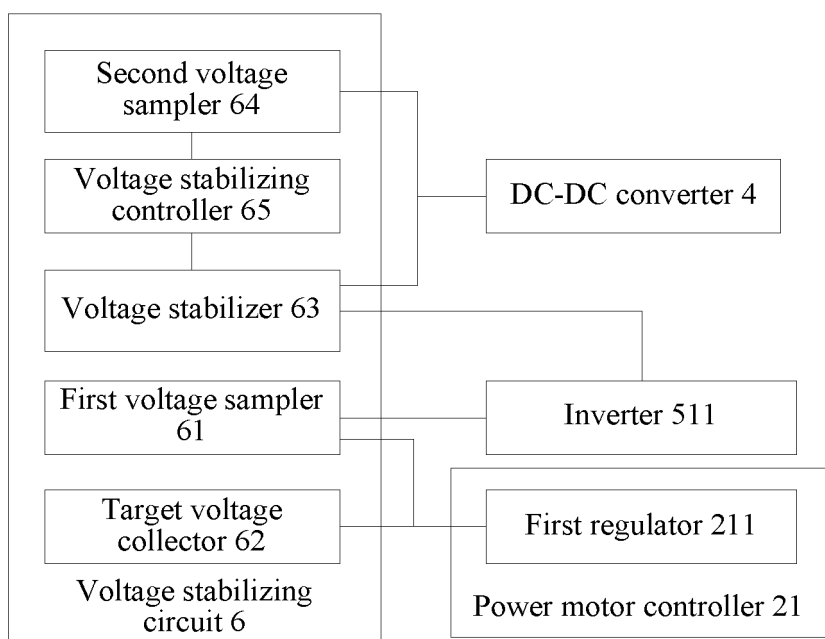 Second voltage
sampler 64
Voltage stabilizing
controller 65
DC-DC converter 4
Voltage stabilizer 63
First voltage sampler
61
Inverter 511
Target voltage
collector 62
First regulator 211
Voltage stabilizing
circuit 6
Power motor controller 21